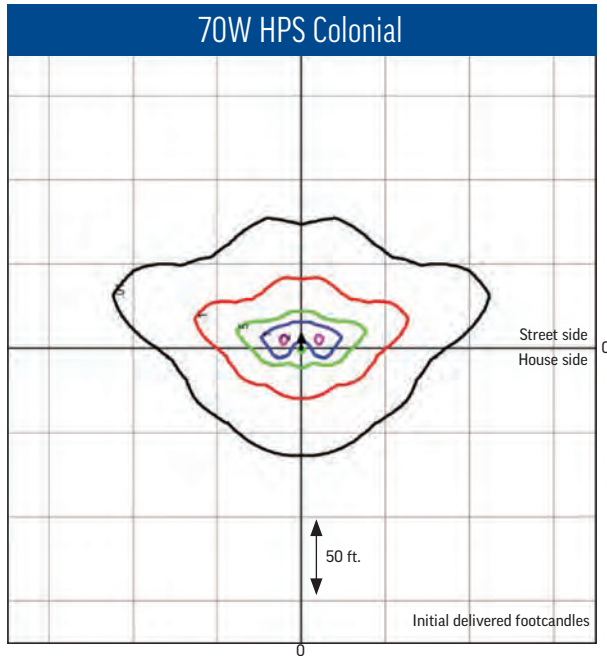 70W HPS Colonial
Street side
0
House side
50 ft.
Initial delivered footcandles
0